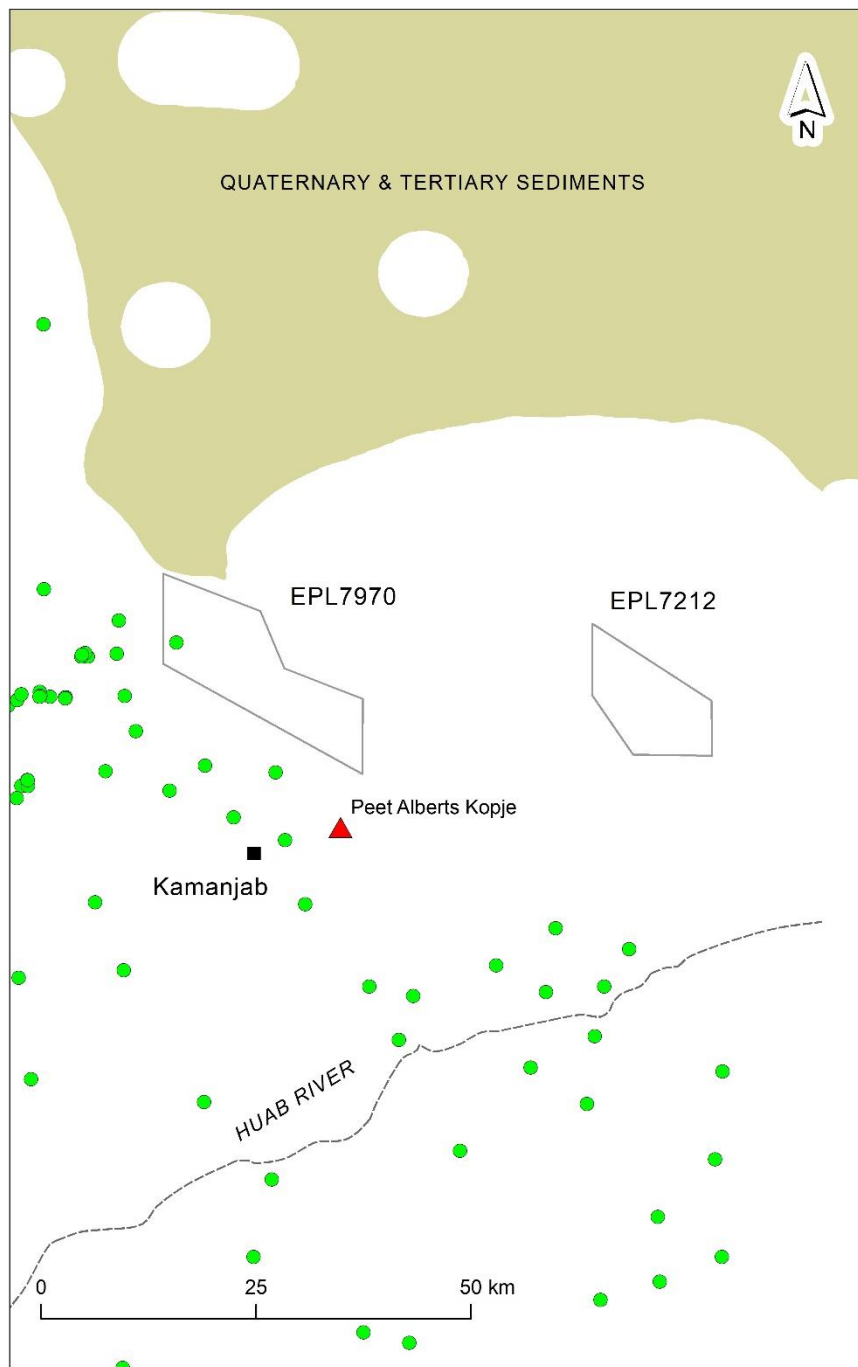 N
QUATERNARY & TERTIARY SEDIMENTS
EPL7970
EPL7212
Peet Alberts Kopje
Kamanjab
HUAB RIVER
0 25 50 km